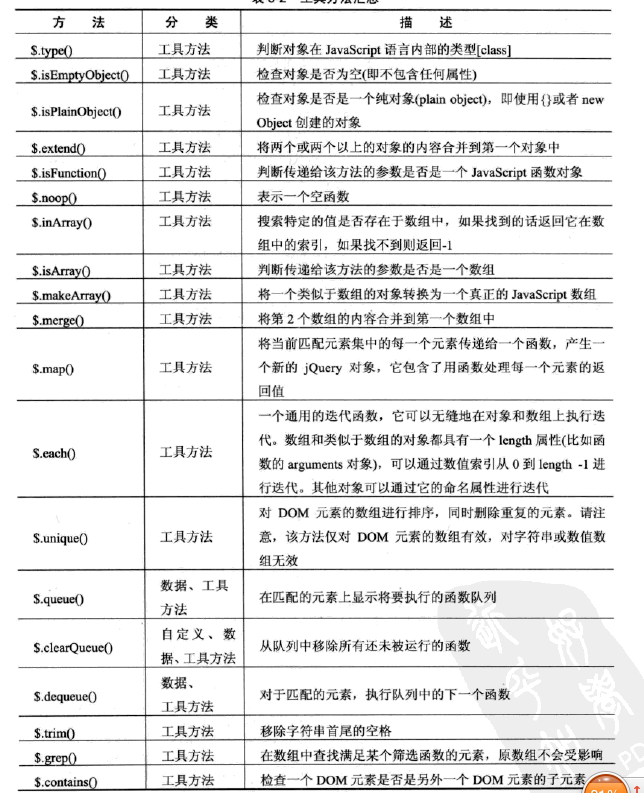 表 8-2 工具方法汇总
方 法 分 类 描 述
$.type() 工具方法 判断对象在 JavaScript 语言内部的类型[class]
$.isEmptyObject() 工具方法 检查对象是否为空(即不包含任何属性)
$.isPlainObject() 工具方法 检查对象是否是一个纯对象(plain object)，即使用{}或者 new
Object 创建的对象
$.extend() 工具方法 将两个或两个以上的对象的内容合并到第一个对象中
$.isFunction() 工具方法 判断传递给该方法的参数是否是一个 JavaScript 函数对象
$.noop() 工具方法 表示一个空函数
$.inArray() 工具方法 搜索特定的值是否存在于数组中，如果找到的话返回它在数
组中的索引，如果找不到则返回-1
$.isArray() 工具方法 判断传递给该方法的参数是否是一个数组
$.makeArray() 工具方法 将一个类似于数组的对象转换为一个真正的 JavaScript 数组
$.merge() 工具方法 将第 2 个数组的内容合并到第一个数组中
$.map() 工具方法 将当前匹配元素集中的每一个元素传递给一个函数，产生一
个新的 jQuery 对象，它包含了用函数处理每一个元素的返
回值
$.each() 工具方法 一个通用的迭代函数，它可以无缝地在对象和数组上执行迭
代。数组和类似于数组的对象都具有一个 length 属性(比如函
数的 arguments 对象)，可以通过数值索引从 0 到 length -1 进
行迭代。其他对象可以通过它的命名属性进行迭代
$.unique() 工具方法 对 DOM 元素的数组进行排序，同时删除重复的元素。请注
意，该方法仅对 DOM 元素的数组有效，对字符串或数值数
组无效
$.queue() 数据、工具
方法 在匹配的元素上显示将要执行的函数队列
$.clearQueue() 自定义、数
据、工具方法 从队列中移除所有还未被运行的函数
$.dequeue() 数据、
工具方法 对于匹配的元素，执行队列中的下一个函数
$.trim() 工具方法 移除字符串首尾的空格
$.grep() 工具方法 在数组中查找满足某个筛选函数的元素，原数组不会受影响
$.contains() 工具方法 检查一个 DOM 元素是否是另外一个 DOM 元素的子元素
PD